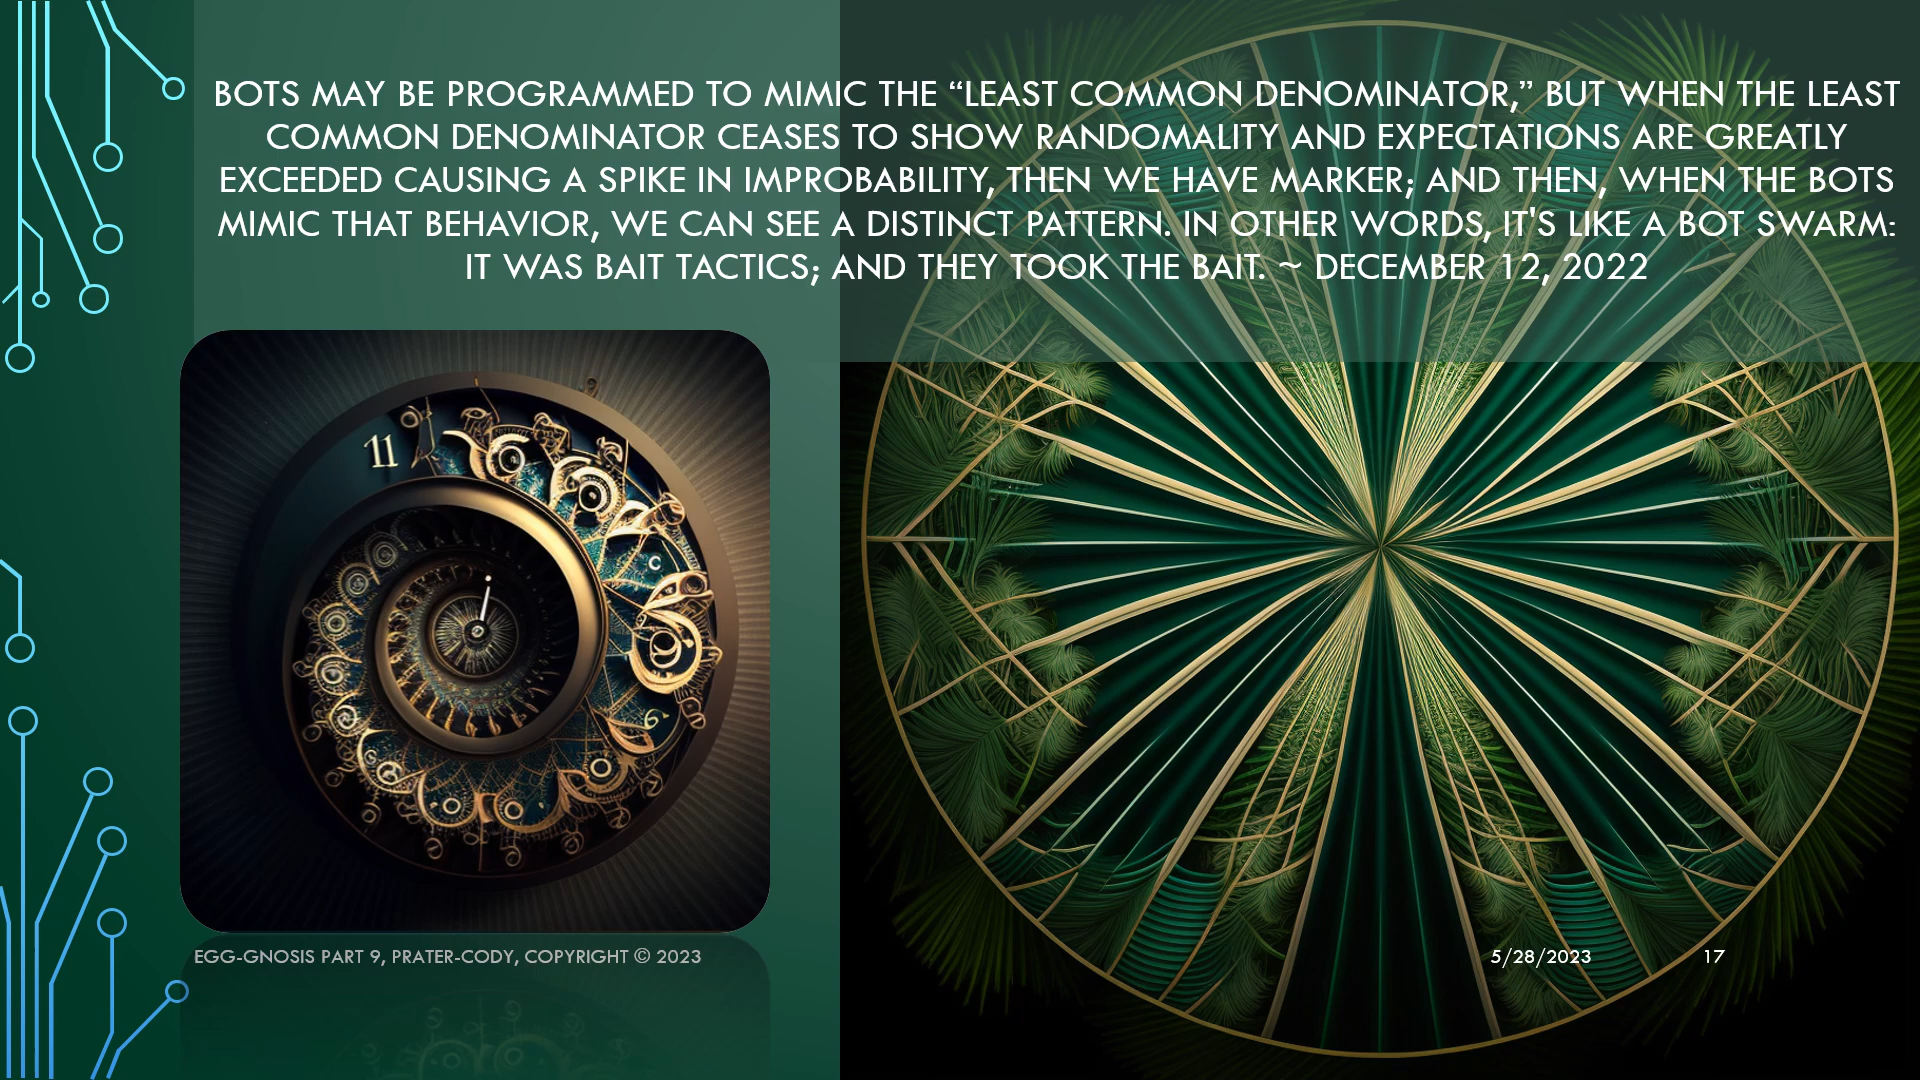 BOTS MAY BE PROGRAMMED TO MIMIC THE “LEAST COMMON DENOMINATOR,” BUT WHEN THE LEAST
COMMON DENOMINATOR CEASES TO SHOW RANDOMALITY AND EXPECTATIONS ARE GREATLY
EXCEEDED CAUSING A SPIKE IN IMPROBABILITY, THEN WE HAVE MARKER; AND THEN, WHEN THE BOTS
MIMIC THAT BEHAVIOR, WE CAN SEE A DISTINCT PATTERN. IN OTHER WORDS, IT'S LIKE A BOT SWARM:
IT WAS BAIT TACTICS; AND THEY TOOK THE BAIT. ~ DECEMBER 12, 2022
11
EGG-GNOSIS PART 9, PRATER-CODY, COPYRIGHT © 2023
5/28/2023
17